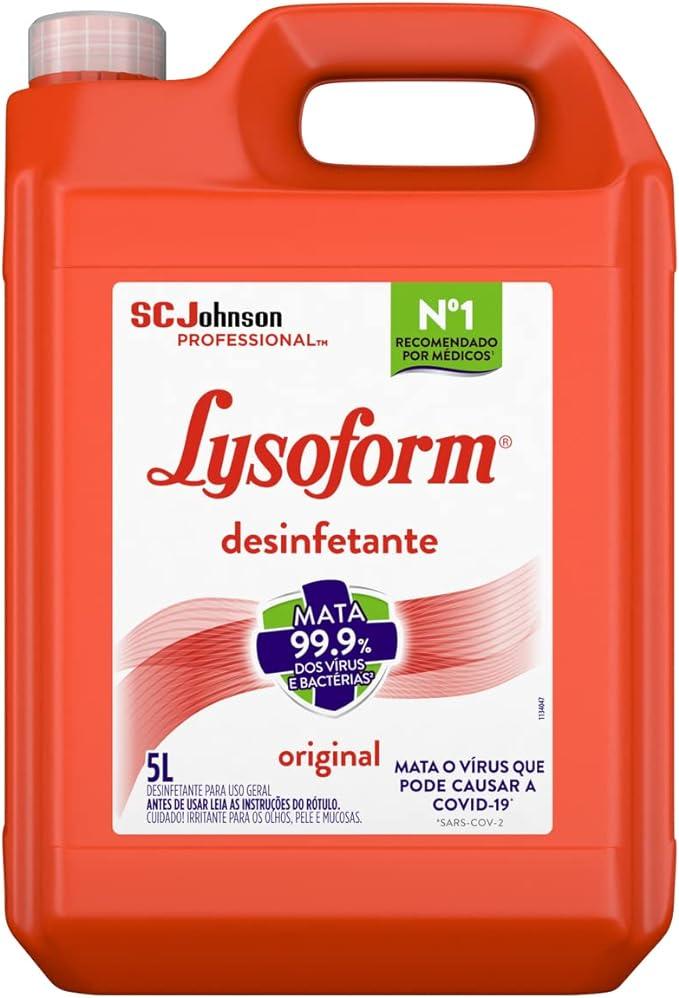 SCJohnson
PROFESSIONAL™
Nº1
RECOMENDADO
POR MÉDICOS¹
Lysoform®
desinfetante
MATA
99.9%
DOS VÍRUS
E BACTÉRIAS²
1134047
original
5L
DESINFETANTE PARA USO GERAL
ANTES DE USAR LEIA AS INSTRUÇÕES DO RÓTULO.
CUIDADO! IRRITANTE PARA OS OLHOS, PELE E MUCOSAS.
MATA O VÍRUS QUE
PODE CAUSAR A
COVID-19*
*SARS-COV-2